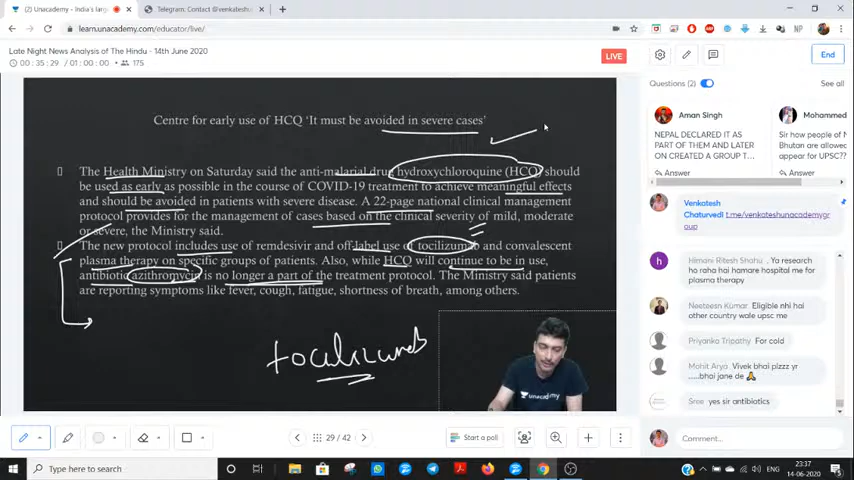 (2) Unacademy - India's larg
Telegram: Contact @venkateshu
learn.unacademy.com/educator/live/
NP
Late Night News Analysis of The Hindu - 14th June 2020
00 : 35 : 29 / 01 : 00 : 00 • 175
LIVE
End
Centre for early use of HCQ 'It must be avoided in severe cases'
The Health Ministry on Saturday said the anti-malarial drug hydroxychloroquine (HCQ) should
be used as early as possible in the course of COVID-19 treatment to achieve meaningful effects
and should be avoided in patients with severe disease. A 22-page national clinical management
protocol provides for the management of cases based on the clinical severity of mild, moderate
or severe, the Ministry said.
The new protocol includes use of remdesivir and off-label use of tocilizumab and convalescent
plasma therapy on specific groups of patients. Also, while HCQ will continue to be in use,
antibiotic azithromycin is no longer a part of the treatment protocol. The Ministry said patients
are reporting symptoms like fever, cough, fatigue, shortness of breath, among others.
unacademy
29 / 42
Start a poll
Questions (2)
See all
Aman Singh
NEPAL DECLARED IT AS
PART OF THEM AND LATER
ON CREATED A GROUP T...
Answer
Mohammed
Sir how people of N
Bhutan are allowed
appear for UPSC??
Answer
Venkatesh
Chaturvedi t.me/venkateshunacademygr
oup
h
Himani Ritesh Shahu Ya research
ho raha hai hamare hospital me for
plasma therapy
Neeteesn Kumar Eligible nhi hai
other country wale upsc me
Priyanka Tripathy For cold
Mohit Arya Vivek bhai plzzz yr
.....bhai jane de 🙏
Sree yes sir antibiotics
Comment...
Type here to search
ENG
23:37
14-06-2020